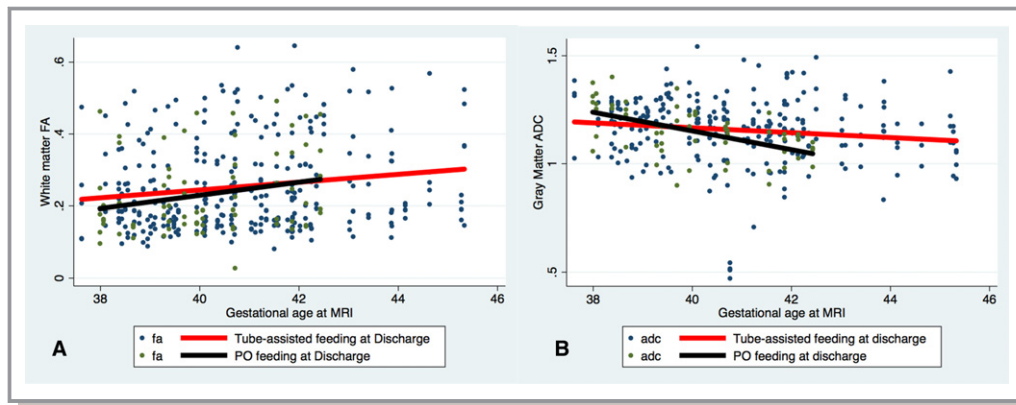 .6
.4
.2
0
White matter FA
38
40
42
44
46
Gestational age at MRI
A
fa
Tube-assisted feeding at Discharge
fa
PO feeding at Discharge
1.5
1
.5
Gray Matter ADC
38
40
42
44
46
Gestational age at MRI
B
adc
Tube-assisted feeding at discharge
adc
PO feeding at discharge